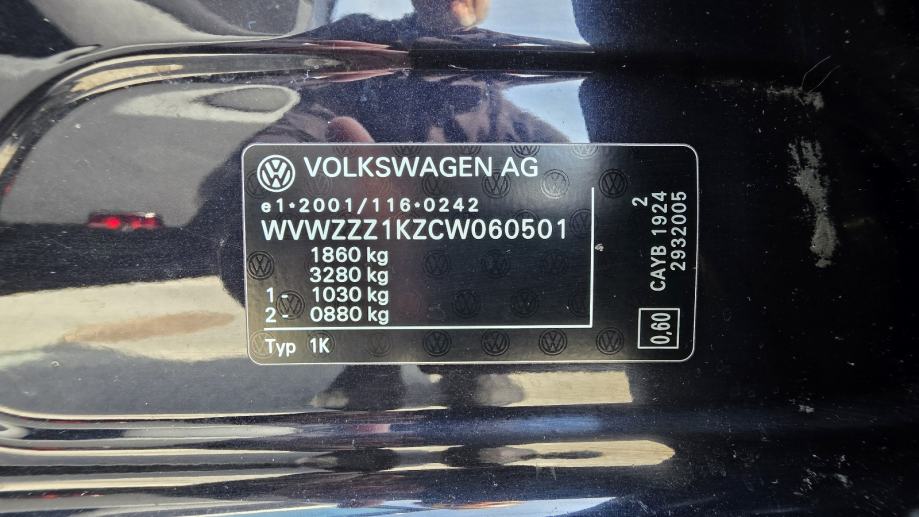 VOLKSWAGEN AG
e1*2001/116*0242
WVWZZZ1KZCW060501
1860 kg
3280 kg
1 - 1030 kg
2 - 0880 kg
Typ 1K
2
CAYB 1924
2932005
0,60